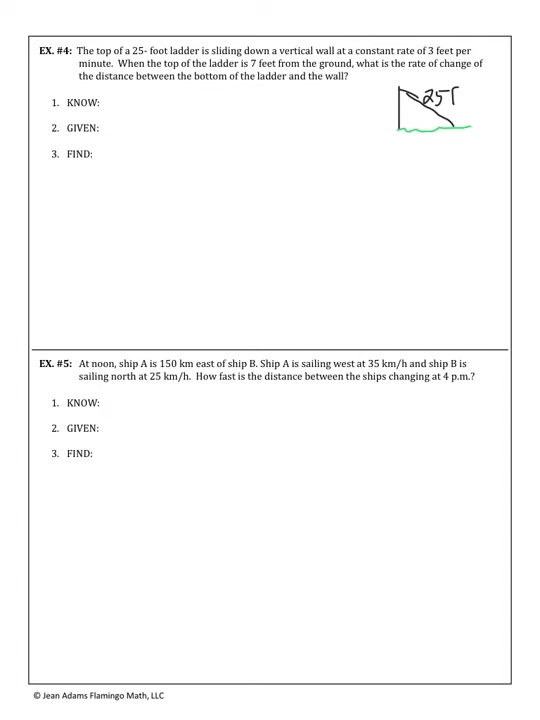 EX. #4: The top of a 25- foot ladder is sliding down a vertical wall at a constant rate of 3 feet per
minute. When the top of the ladder is 7 feet from the ground, what is the rate of change of
the distance between the bottom of the ladder and the wall?
25f
1. KNOW:
2. GIVEN:
3. FIND:
EX. #5: At noon, ship A is 150 km east of ship B. Ship A is sailing west at 35 km/h and ship B is
sailing north at 25 km/h. How fast is the distance between the ships changing at 4 p.m.?
1. KNOW:
2. GIVEN:
3. FIND:
© Jean Adams Flamingo Math, LLC